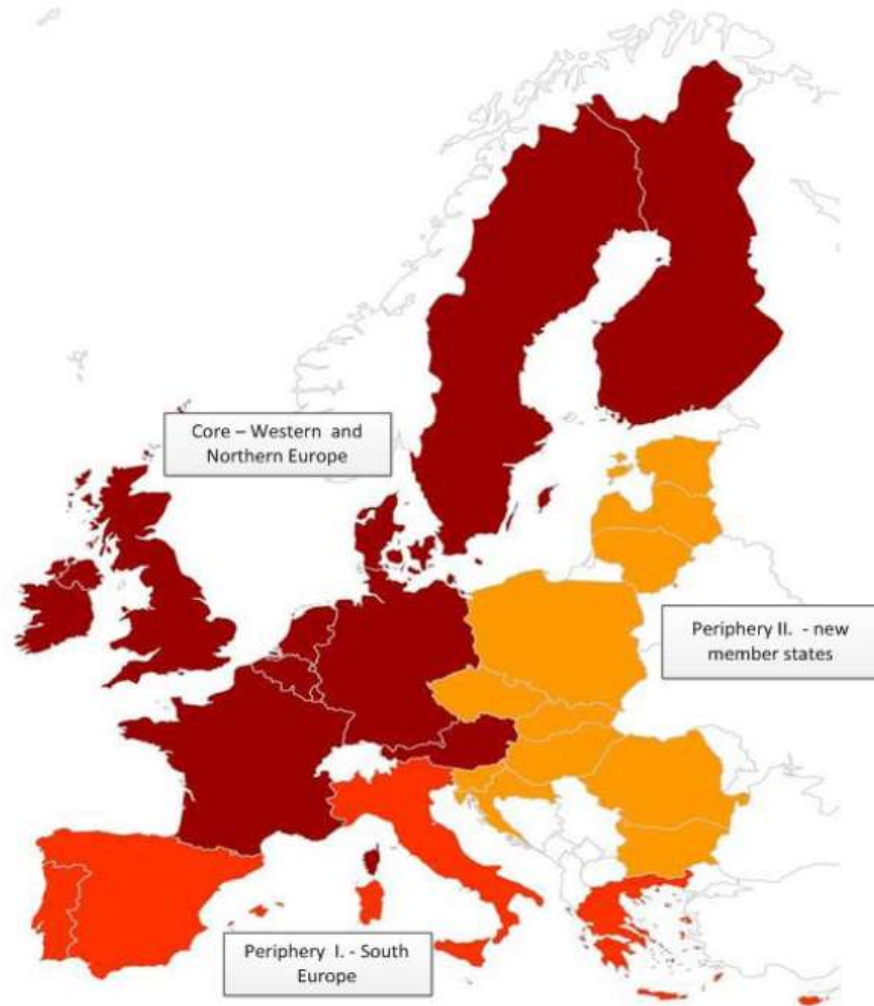 Core – Western and
Northern Europe
Periphery II. - new
member states
Periphery I. - South
Europe